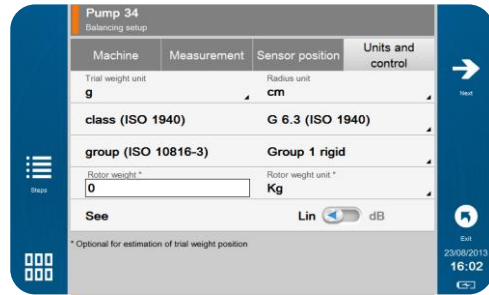 Pump 34
Balancing setup
Machine
Measurement
Sensor position
Units and
control
Trial weight unit
g
Radius unit
cm
class (ISO 1940)
G 6.3 (ISO 1940)
group (ISO 10816-3)
Group 1 rigid
Rotor weight *
0
Rotor weght unit *
Kg
See
Lin
dB
* Optional for estimation of trial weight position
Steps
Next
Exit
23/08/2013
16:02